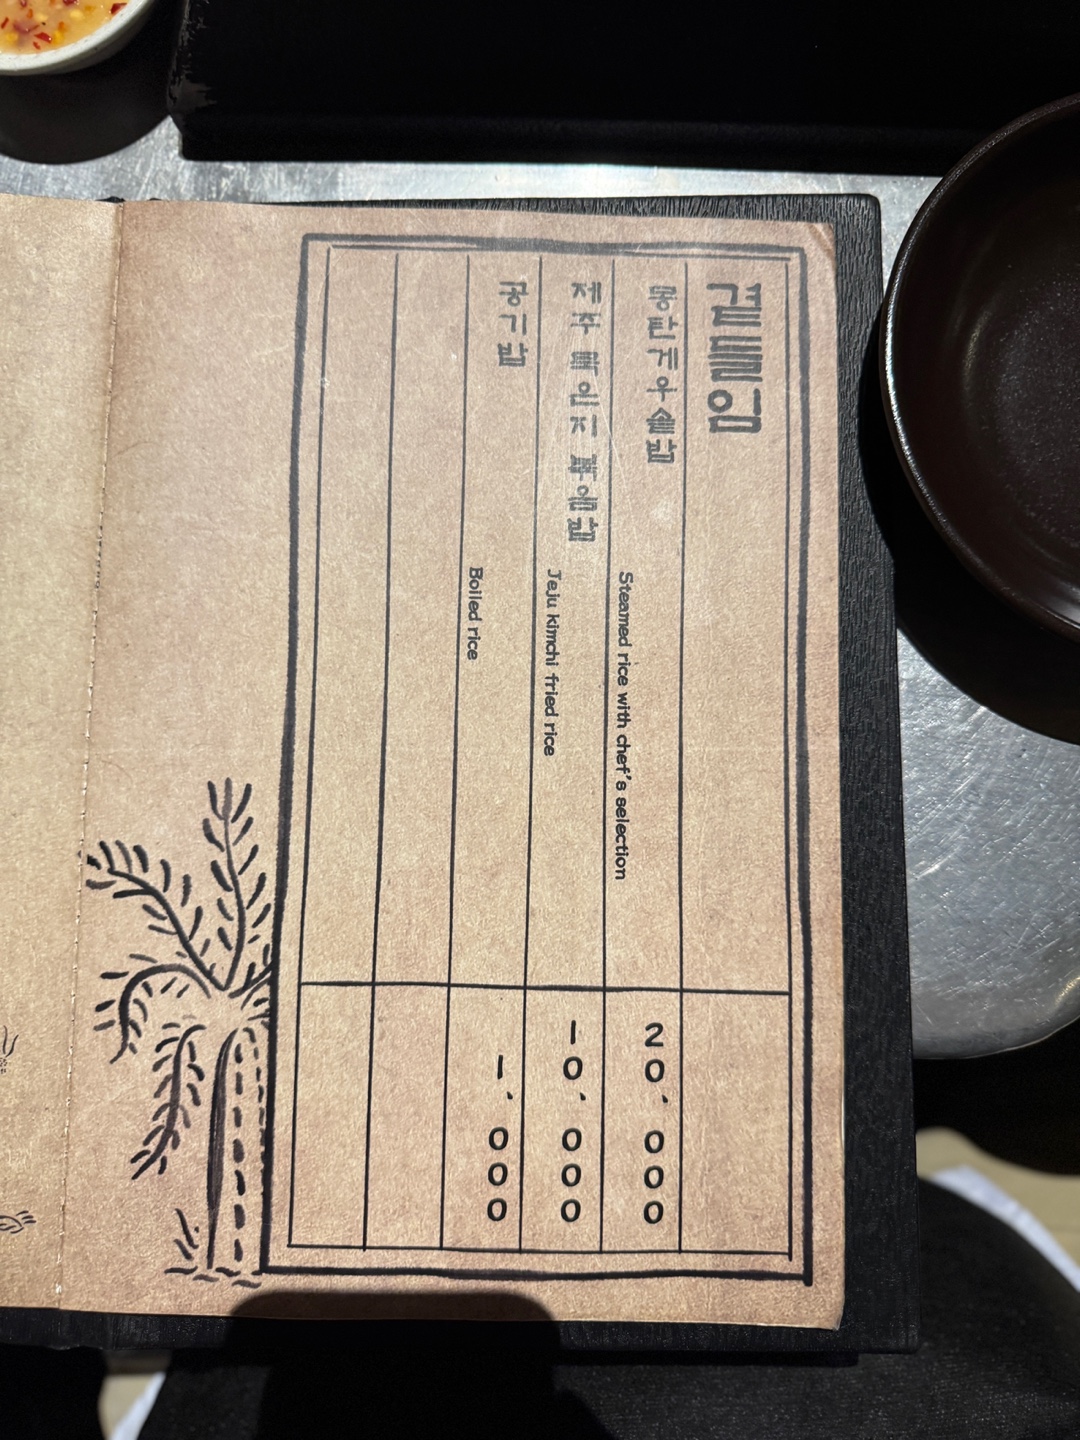 곁들임
몽탄게우솥밥 Steamed rice with chef's selection 20,000
제주 묵은지 볶음밥 Jeju kimchi fried rice 10,000
공기밥 Boiled rice 1,000